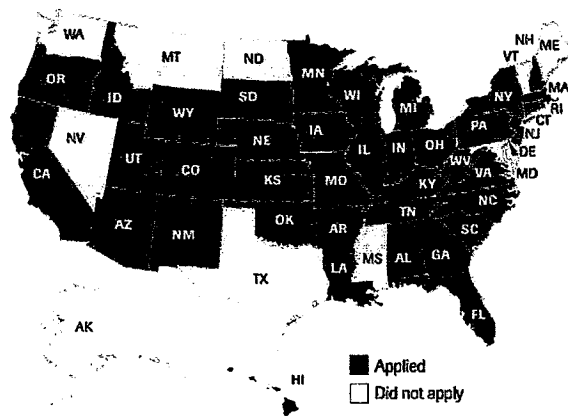 WA
MT
ND
MN
VT
NH
ME
OR
ID
SD
WI
MI
NY
MA
RI
CT
WY
IA
PA
NJ
NV
NE
IL
IN
OH
DE
MD
CA
UT
CO
KS
MO
WV
VA
KY
NC
AZ
NM
OK
AR
TN
SC
TX
LA
MS
AL
GA
FL
AK
HI
Applied
Did not apply